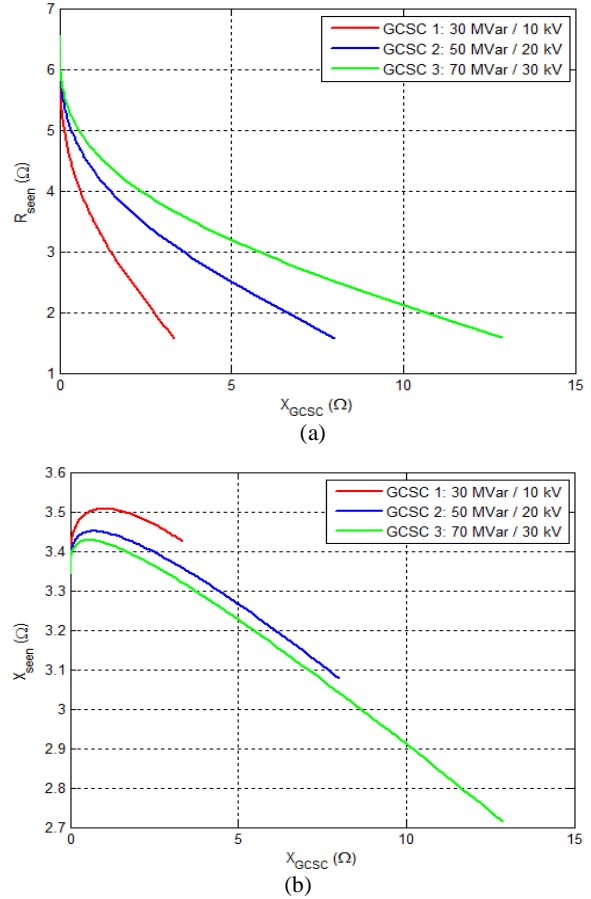 7
6
5
4
3
2
1
R_seen (Ω)
GCSC 1: 30 MVar / 10 kV
GCSC 2: 50 MVar / 20 kV
GCSC 3: 70 MVar / 30 kV
0 5 10 15
X_GCSC (Ω)
(a)
3.6
3.5
3.4
3.3
3.2
3.1
3
2.9
2.8
2.7
X_seen (Ω)
GCSC 1: 30 MVar / 10 kV
GCSC 2: 50 MVar / 20 kV
GCSC 3: 70 MVar / 30 kV
0 5 10 15
X_GCSC (Ω)
(b)